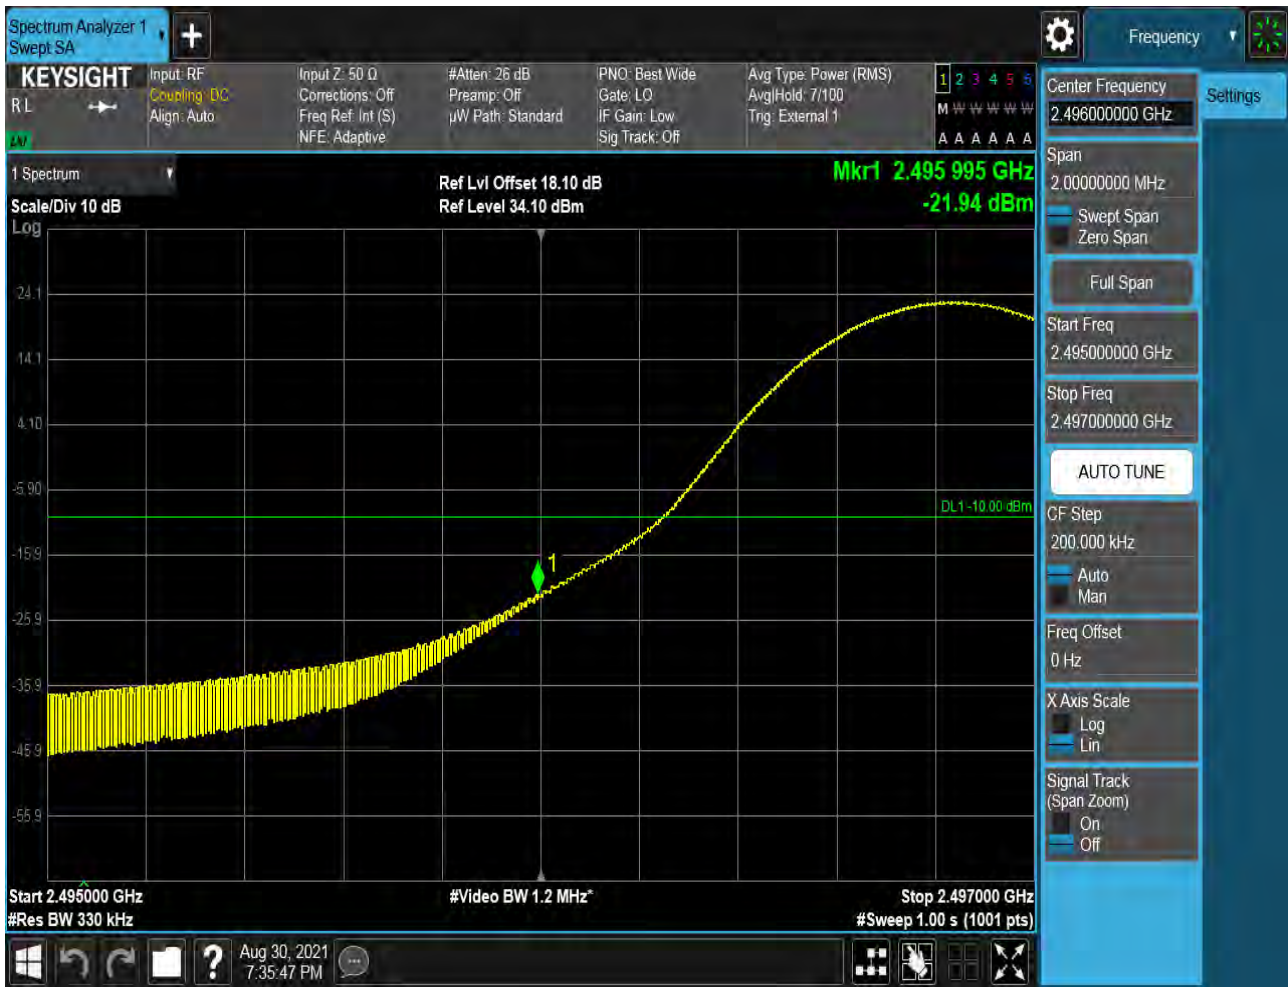 Spectrum Analyzer 1
Swept SA
+
Frequency
KEYSIGHT
R L
LXI
Input: RF
Coupling: DC
Align: Auto
Input Z: 50 Ω
Corrections: Off
Freq Ref: Int (S)
NFE: Adaptive
#Atten: 26 dB
Preamp: Off
µW Path: Standard
PNO: Best Wide
Gate: LO
IF Gain: Low
Sig Track: Off
Avg Type: Power (RMS)
Avg|Hold: 7/100
Trig: External 1
1 2 3 4 5 6
M W W W W W
A A A A A A
1 Spectrum
Scale/Div 10 dB
Log
Ref Lvl Offset 18.10 dB
Ref Level 34.10 dBm
Mkr1 2.495 995 GHz
-21.94 dBm
24.1
14.1
4.10
-5.90
-15.9
-25.9
-35.9
-45.9
-55.9
DL1 -10.00 dBm
1
Start 2.495000 GHz
#Res BW 330 kHz
#Video BW 1.2 MHz*
Stop 2.497000 GHz
#Sweep 1.00 s (1001 pts)
Center Frequency
2.496000000 GHz
Settings
Span
2.00000000 MHz
Swept Span
Zero Span
Full Span
Start Freq
2.495000000 GHz
Stop Freq
2.497000000 GHz
AUTO TUNE
CF Step
200.000 kHz
Auto
Man
Freq Offset
0 Hz
X Axis Scale
Log
Lin
Signal Track
(Span Zoom)
On
Off
?
Aug 30, 2021
7:35:47 PM